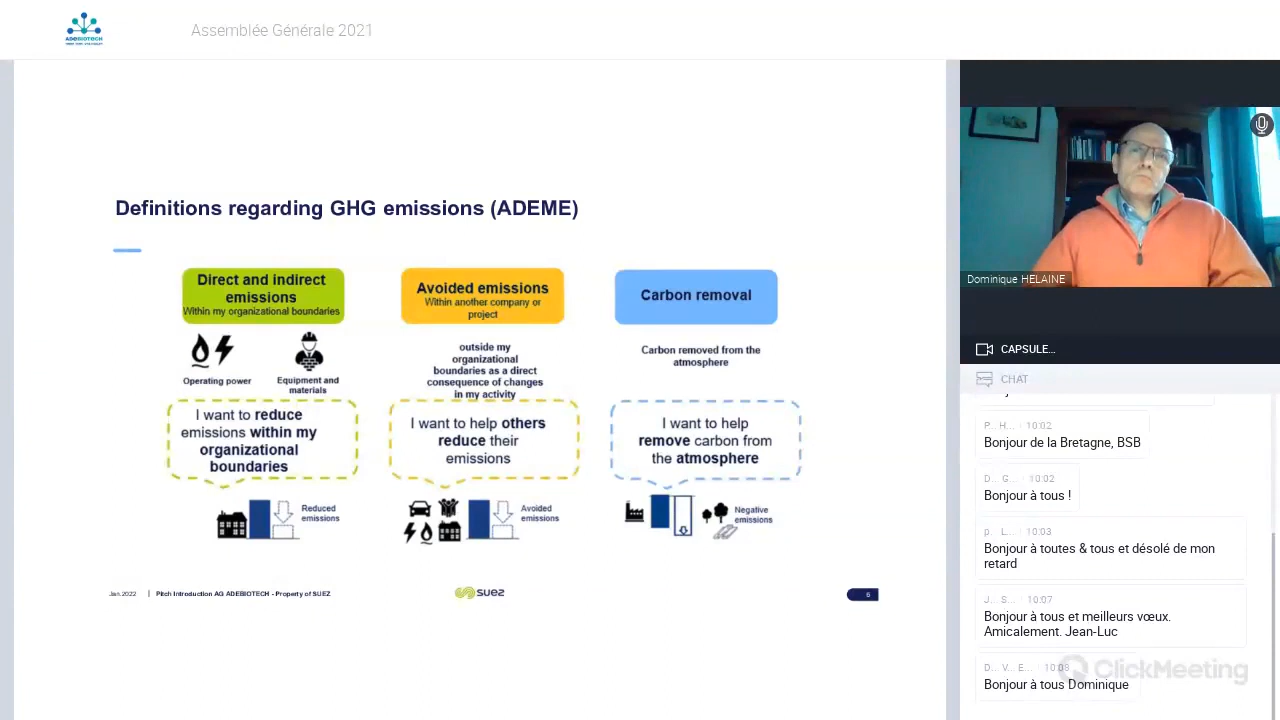 ADEBIOTECH
Assemblée Générale 2021
Definitions regarding GHG emissions (ADEME)
Direct and indirect
emissions
Within my organizational boundaries
Operating power
Equipment and
materials
I want to reduce
emissions within my
organizational
boundaries
Reduced
emissions
Avoided emissions
Within another company or
project
outside my
organizational
boundaries as a direct
consequence of changes
in my activity
I want to help others
reduce their
emissions
Avoided
emissions
Carbon removal
Carbon removed from the
atmosphere
I want to help
remove carbon from
the atmosphere
Negative
emissions
Jan.2022 | Pitch Introduction AG ADEBIOTECH - Property of SUEZ
suez
Dominique HELAINE
CAPSULE...
CHAT
P... H... 10:02
Bonjour de la Bretagne, BSB
D... G... 10:02
Bonjour à tous !
p... L... 10:03
Bonjour à toutes & tous et désolé de mon
retard
J... S... 10:07
Bonjour à tous et meilleurs vœux.
Amicalement. Jean-Luc
D... V... E... 10:08
Bonjour à tous Dominique
ClickMeeting